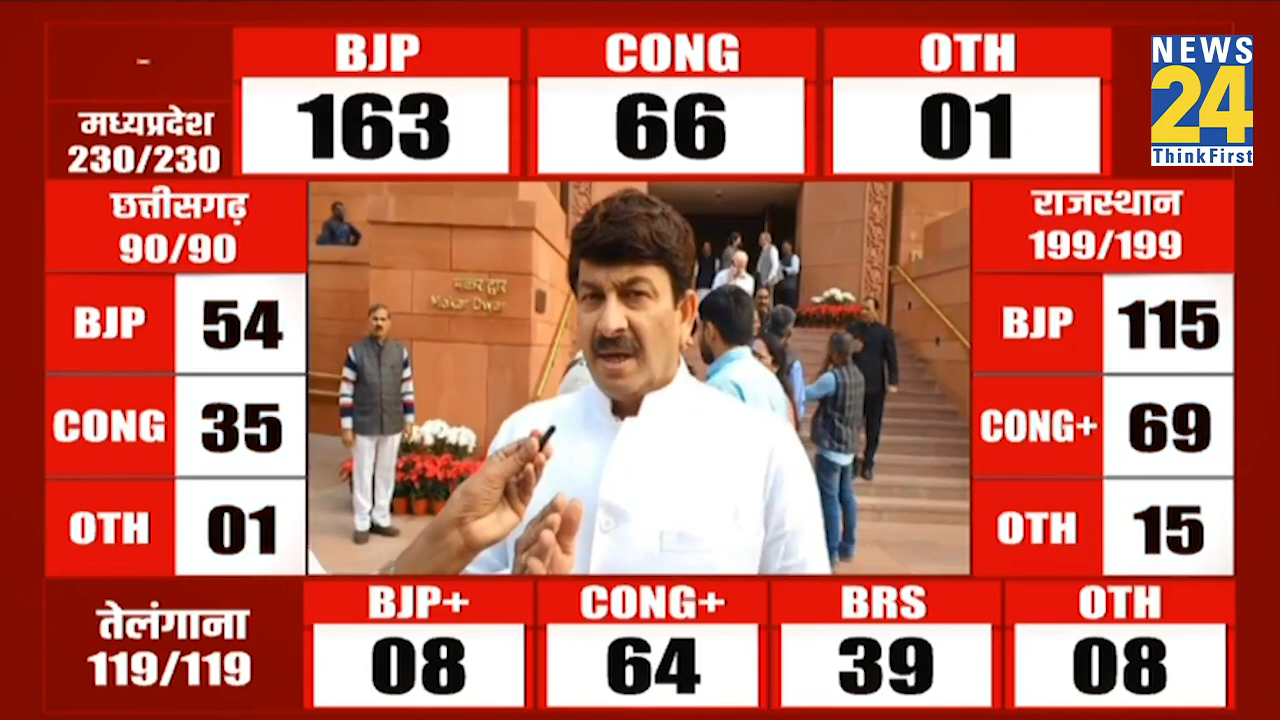 -
BJP
CONG
OTH
NEWS
24
ThinkFirst
मध्यप्रदेश
230/230
163
66
01
छत्तीसगढ़
90/90
BJP
54
CONG
35
OTH
01
मकर द्वार
Makar Dwar
राजस्थान
199/199
BJP
115
CONG+
69
OTH
15
तेलंगाना
119/119
BJP+
CONG+
BRS
OTH
08
64
39
08